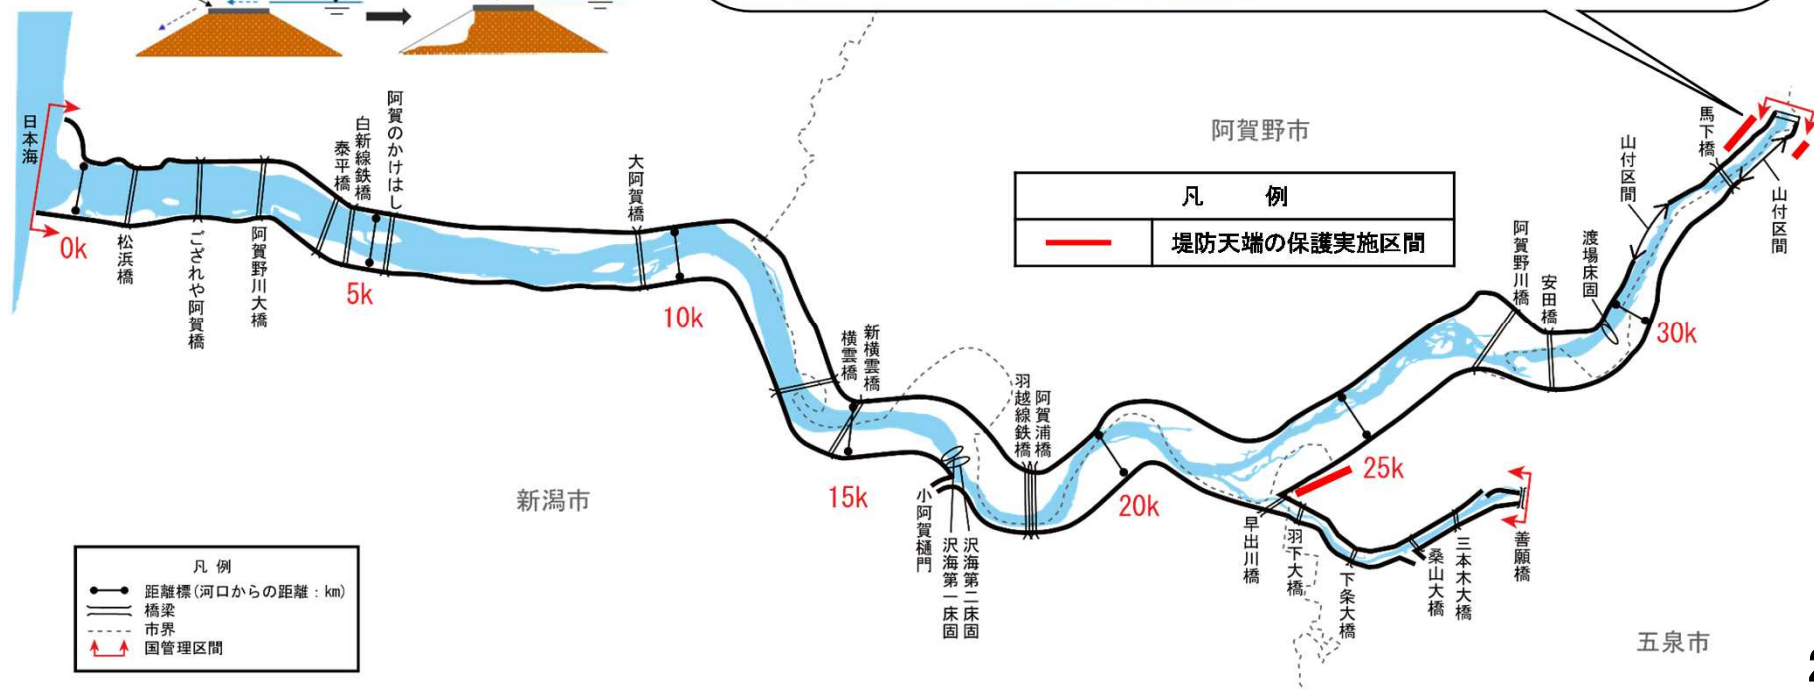 日本海
0k
松浜橋
ござれや阿賀橋
阿賀野川大橋
泰平橋
白新線鉄橋
阿賀のかけはし
5k
大阿賀橋
10k
横雲橋
新横雲橋
15k
小阿賀樋門
沢海第一床固
沢海第二床固
羽越線鉄橋
阿賀浦橋
20k
早出川橋
羽下大橋
下条大橋
桑山大橋
三本木大橋
善願橋
25k
阿賀野川橋
安田橋
渡場床固
30k
山付区間
馬下橋
山付区間
阿賀野市
新潟市
五泉市
凡 例
堤防天端の保護実施区間
凡 例
距離標(河口からの距離:km)
橋梁
市界
国管理区間